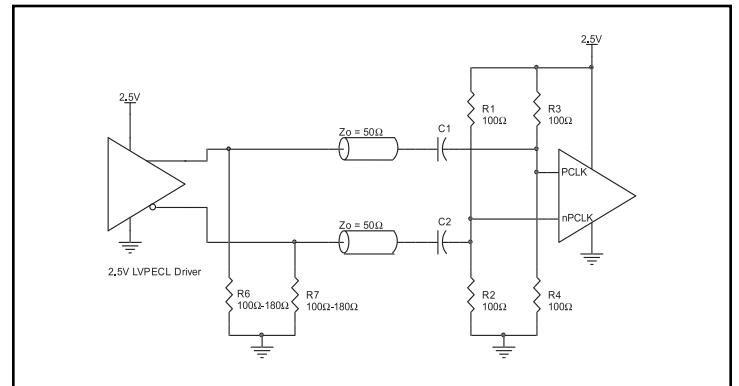 2.5V
2.5V
Zo = 50Ω
C1
R1
100Ω
R3
100Ω
PCLK
nPCLK
Zo = 50Ω
C2
2.5V LVPECL Driver
R6
100Ω-180Ω
R7
100Ω-180Ω
R2
100Ω
R4
100Ω